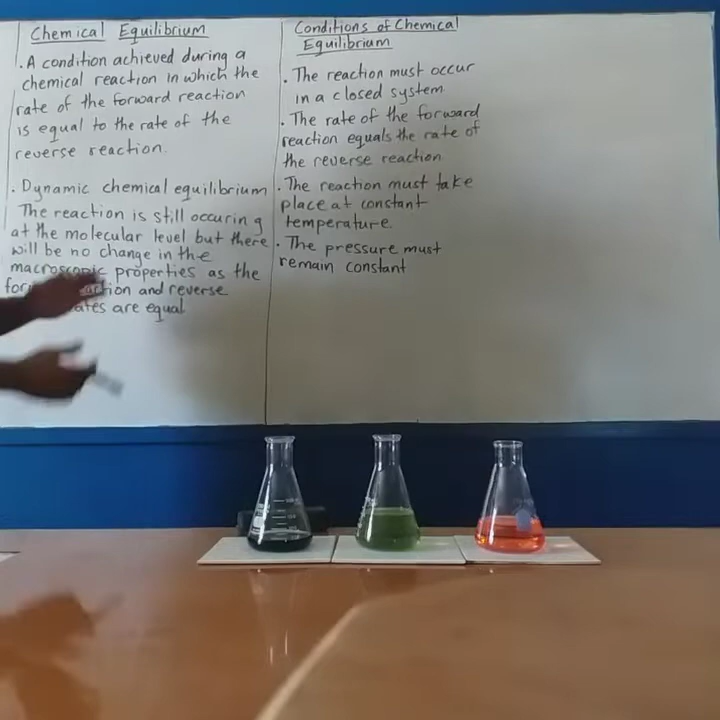 Chemical Equilibrium
. A condition achieved during a
chemical reaction in which the
rate of the forward reaction
is equal to the rate of the
reverse reaction.
. Dynamic chemical equilibrium
The reaction is still occuring
at the molecular level but there
will be no change in the
macroscopic properties as the
and reverse
are equal
Conditions of Chemical
Equilibrium
. The reaction must occur
in a closed system
. The rate of the forward
reaction equals the rate of
the reverse reaction
. The reaction must take
place at constant
temperature.
. The pressure must
remain constant